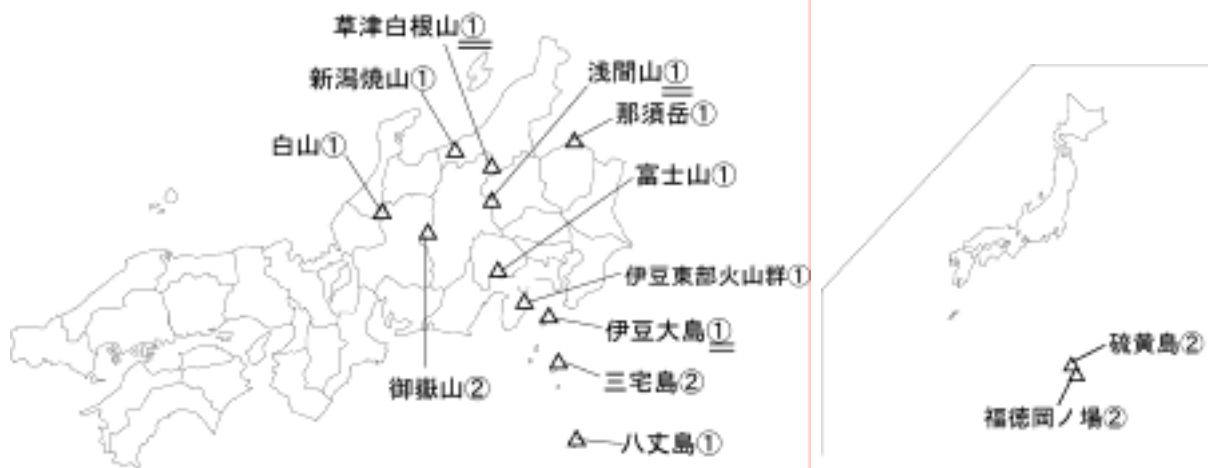 草津白根山①
新潟焼山①
浅間山①
那須岳①
白山①
富士山①
伊豆東部火山群①
伊豆大島①
御嶽山②
三宅島②
八丈島①
硫黄島②
福徳岡ノ場②